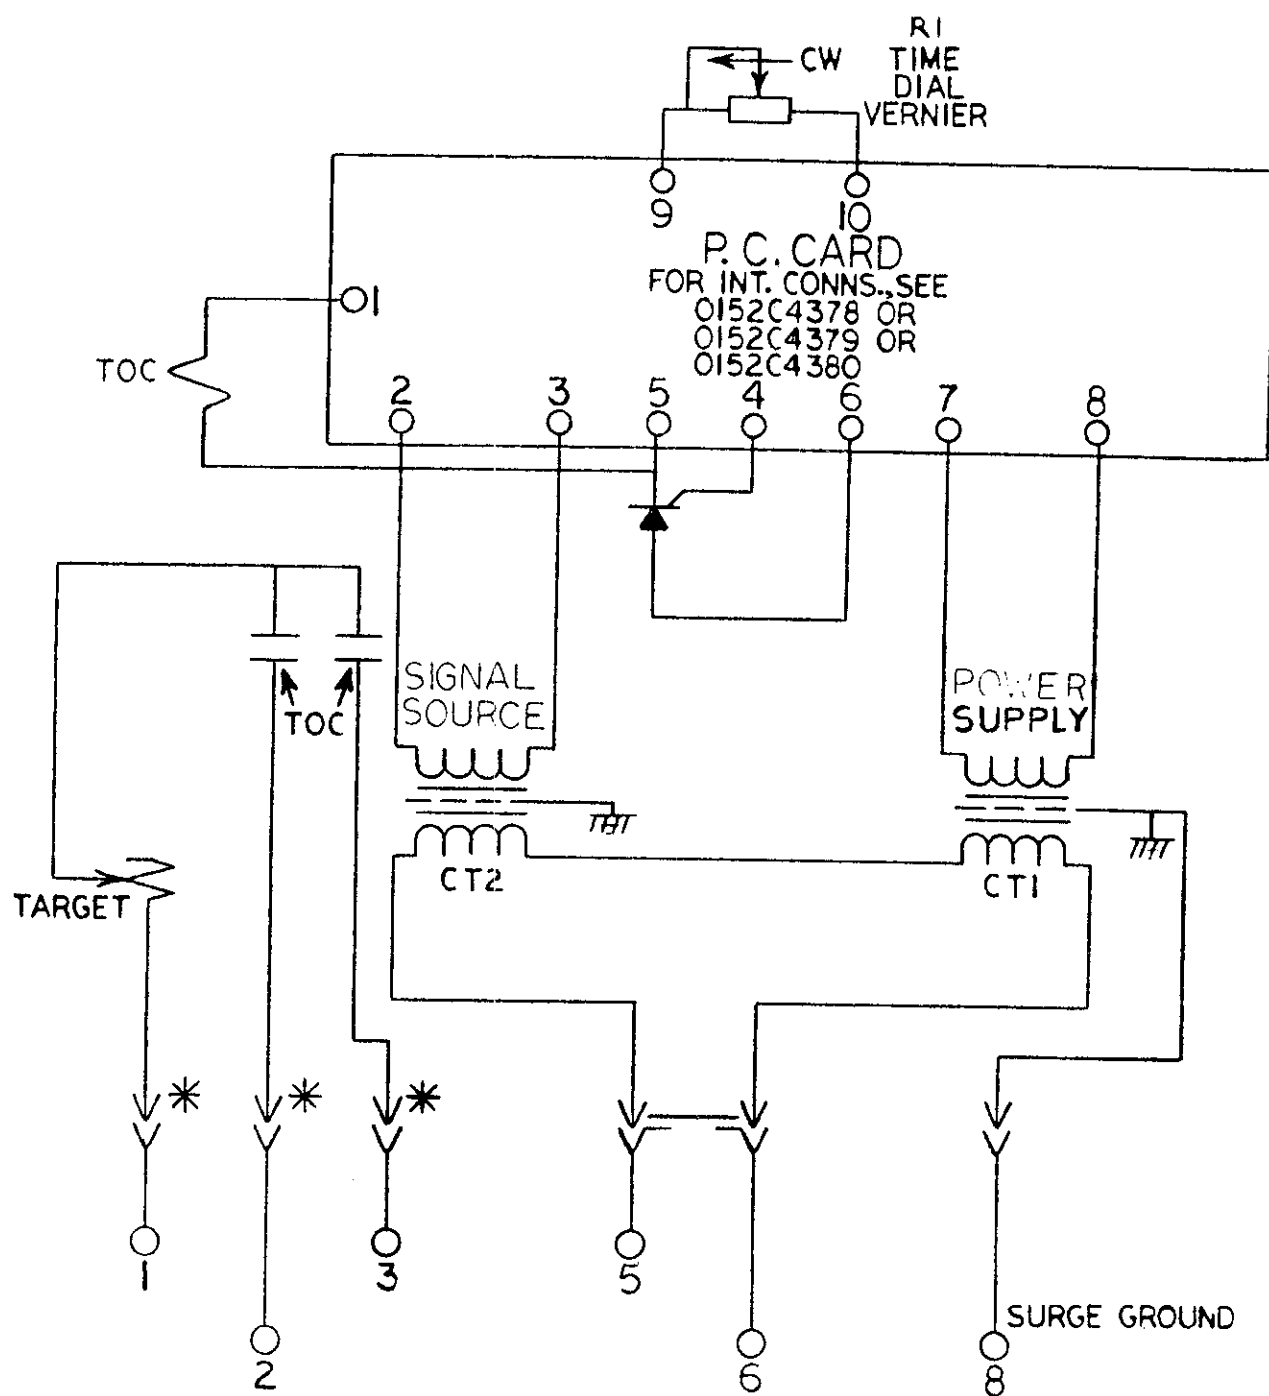 R1
TIME
DIAL
VERNIER
CW
9
10
P. C. CARD
FOR INT. CONNS., SEE
0152C4378 OR
0152C4379 OR
0152C4380
1
TOC
2
3
5
4
6
7
8
SIGNAL
SOURCE
POWER
SUPPLY
TOC
CT2
CT1
TARGET
*
*
*
1
3
5
SURGE GROUND
2
6
8